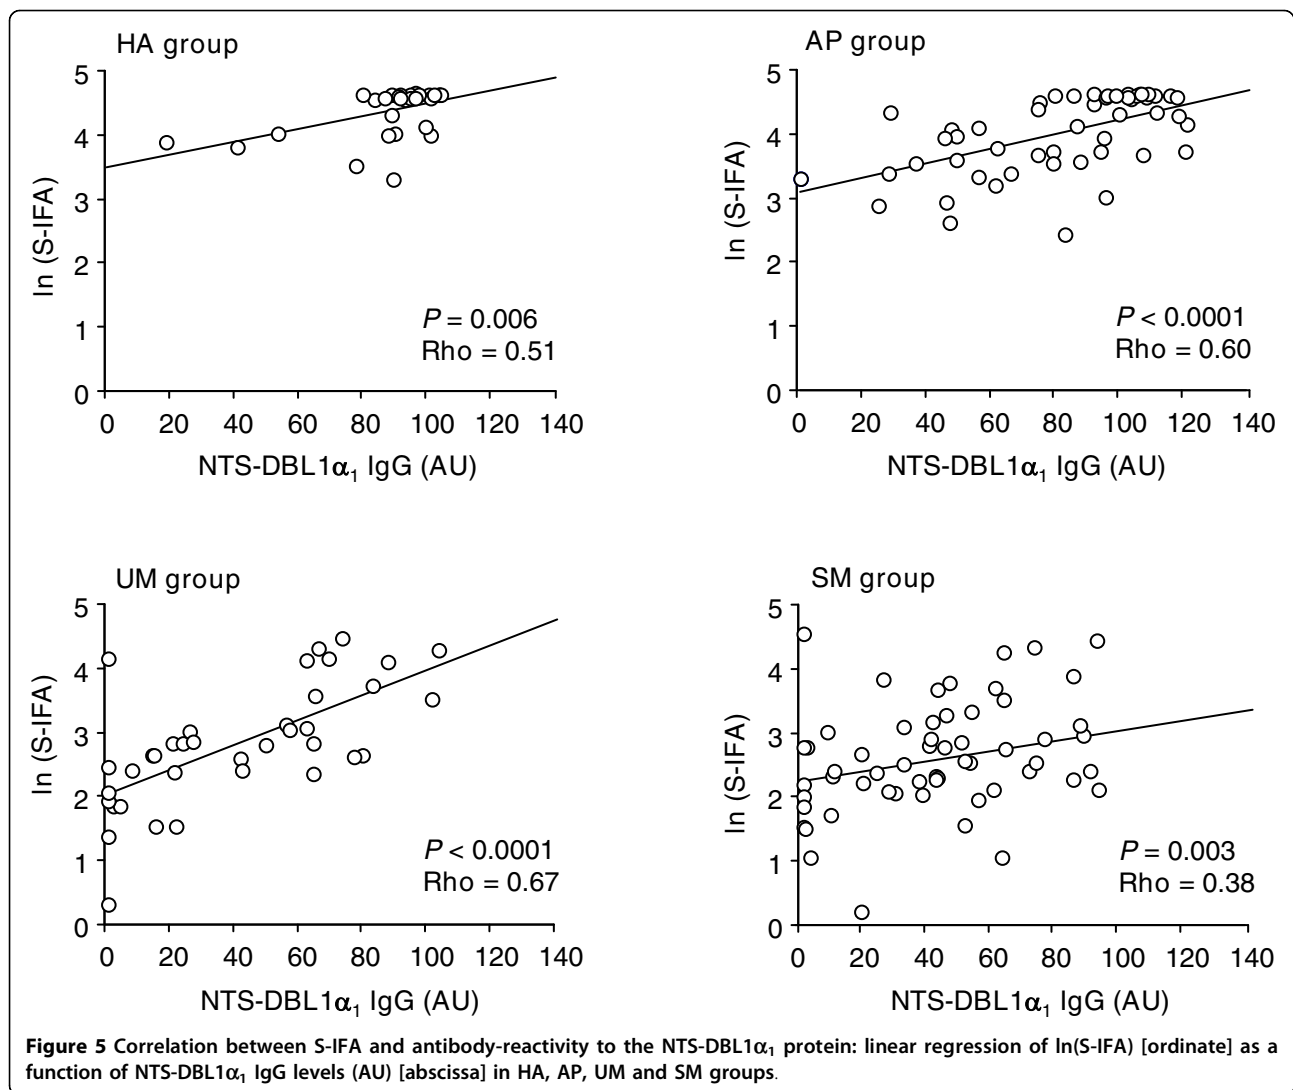 HA group
5
4
3
2
1
0
ln (S-IFA)
P = 0.006
Rho = 0.51
0 20 40 60 80 100 120 140
NTS-DBL1α₁ IgG (AU)
AP group
5
4
3
2
1
0
ln (S-IFA)
P < 0.0001
Rho = 0.60
0 20 40 60 80 100 120 140
NTS-DBL1α₁ IgG (AU)
UM group
5
4
3
2
1
0
ln (S-IFA)
P < 0.0001
Rho = 0.67
0 20 40 60 80 100 120 140
NTS-DBL1α₁ IgG (AU)
SM group
5
4
3
2
1
0
ln (S-IFA)
P = 0.003
Rho = 0.38
0 20 40 60 80 100 120 140
NTS-DBL1α₁ IgG (AU)
Figure 5 Correlation between S-IFA and antibody-reactivity to the NTS-DBL1α₁ protein: linear regression of ln(S-IFA) [ordinate] as a
function of NTS-DBL1α₁ IgG levels (AU) [abscissa] in HA, AP, UM and SM groups.